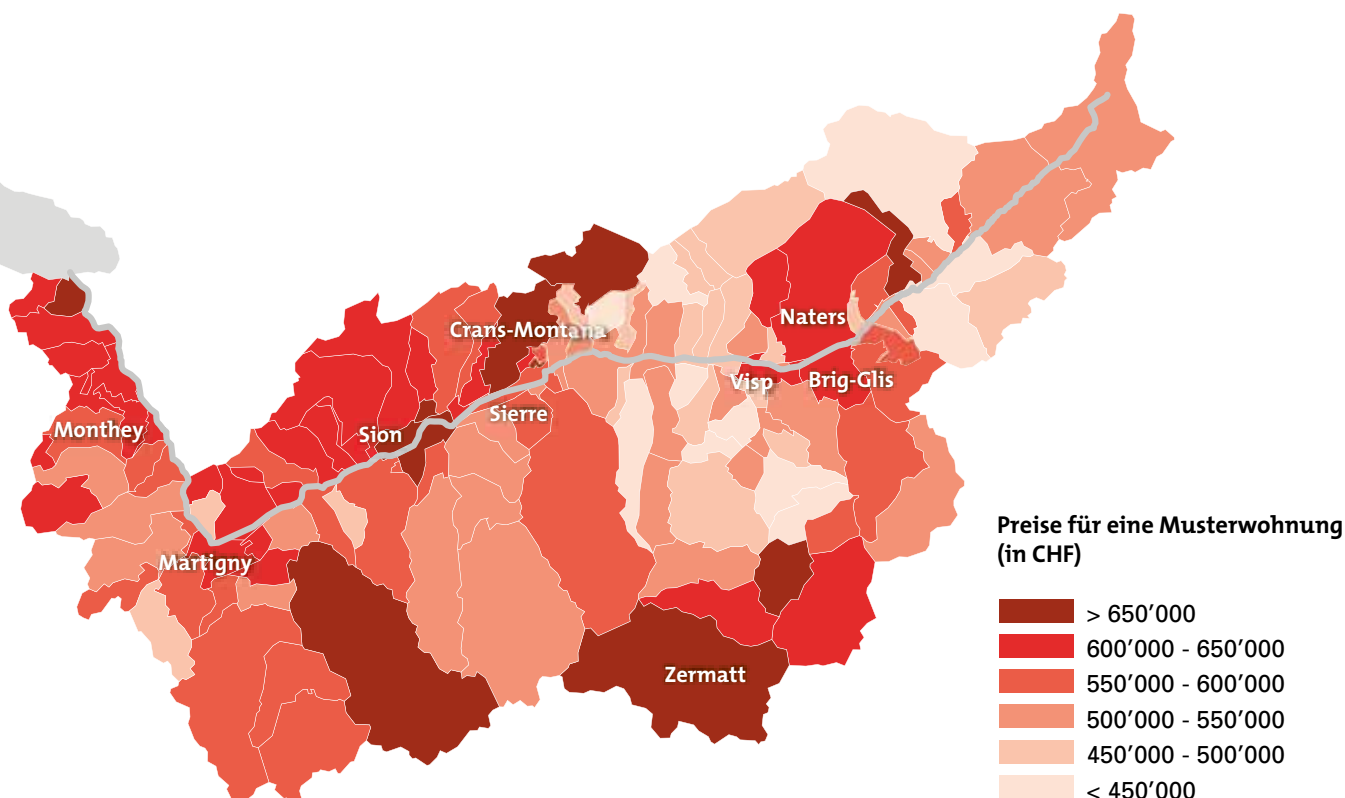 Crans-Montana
Naters
Visp
Brig-Glis
Sierre
Monthey
Sion
Martigny
Zermatt
Preise für eine Musterwohnung
(in CHF)
> 650’000
600’000 - 650’000
550’000 - 600’000
500’000 - 550’000
450’000 - 500’000
< 450’000